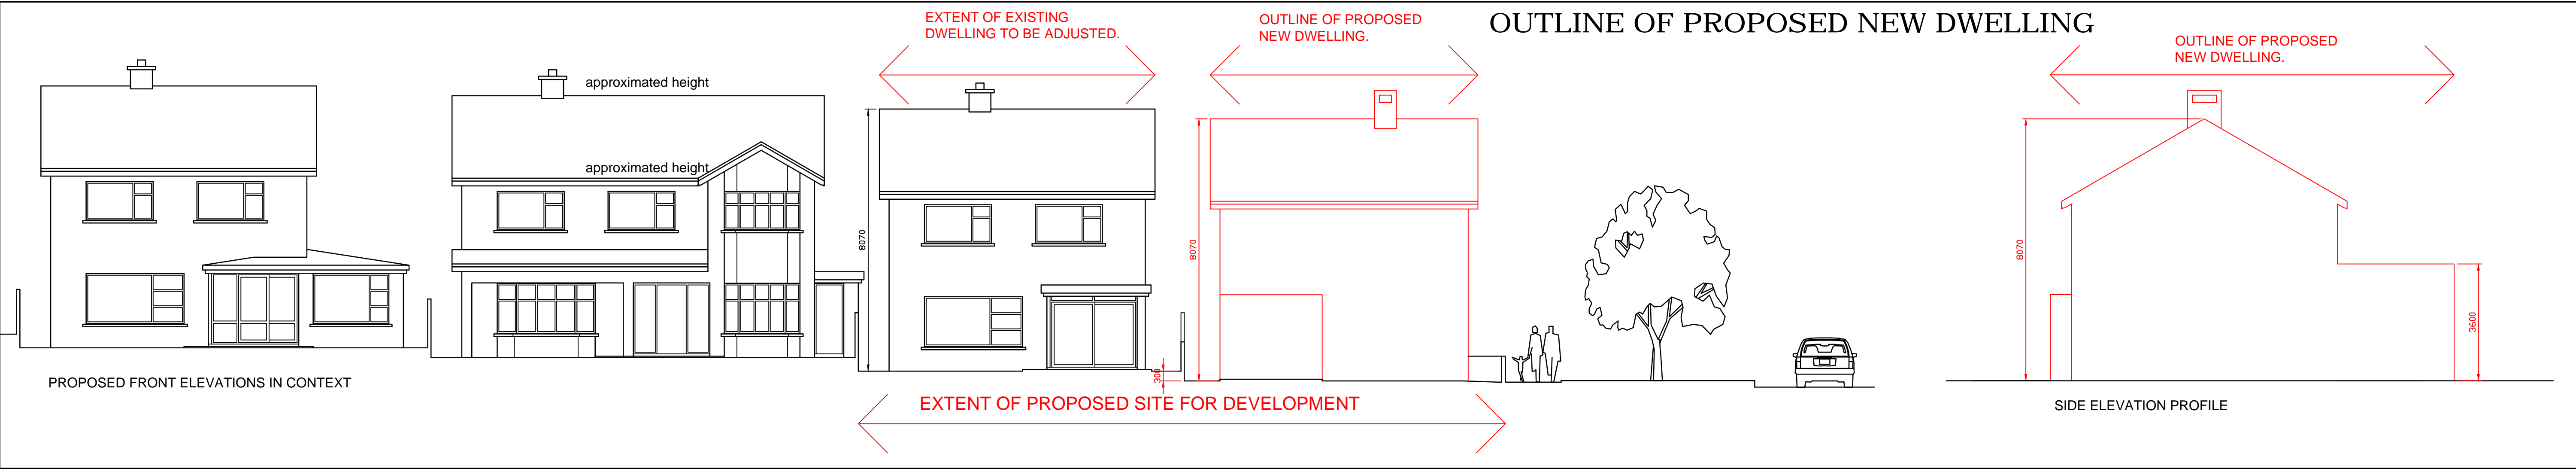 OUTLINE OF PROPOSED NEW DWELLING
EXTENT OF EXISTING
DWELLING TO BE ADJUSTED.
OUTLINE OF PROPOSED
NEW DWELLING.
OUTLINE OF PROPOSED
NEW DWELLING.
approximated height
approximated height
8070
8070
300
8070
3600
PROPOSED FRONT ELEVATIONS IN CONTEXT
EXTENT OF PROPOSED SITE FOR DEVELOPMENT
SIDE ELEVATION PROFILE